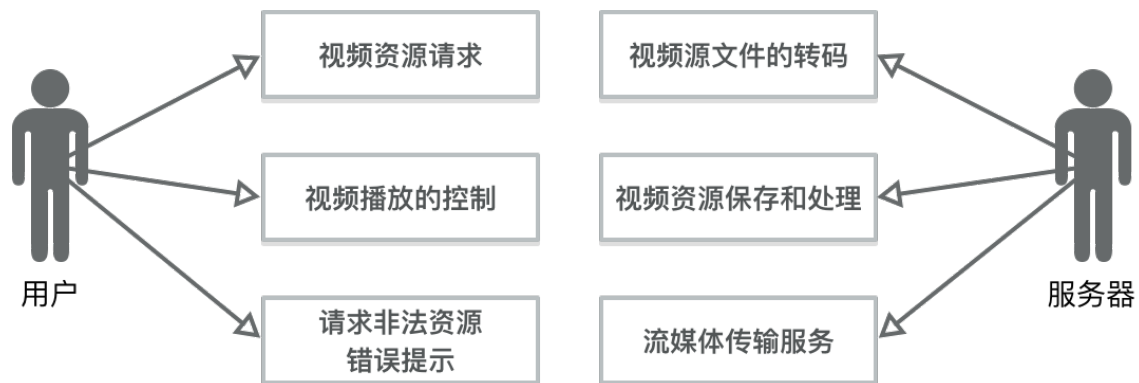 视频资源请求
视频源文件的转码
视频播放的控制
视频资源保存和处理
用户
服务器
请求非法资源
错误提示
流媒体传输服务